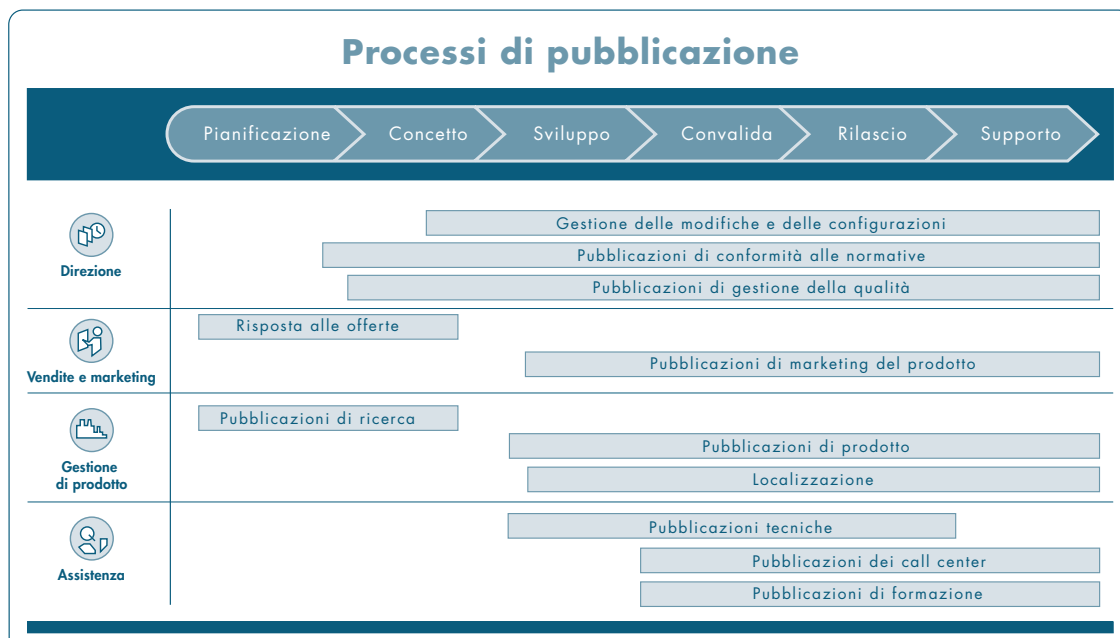 Processi di pubblicazione
Pianificazione
Concetto
Sviluppo
Convalida
Rilascio
Supporto
Direzione
Gestione delle modifiche e delle configurazioni
Pubblicazioni di conformità alle normative
Pubblicazioni di gestione della qualità
Vendite e marketing
Risposta alle offerte
Pubblicazioni di marketing del prodotto
Gestione
di prodotto
Pubblicazioni di ricerca
Pubblicazioni di prodotto
Localizzazione
Assistenza
Pubblicazioni tecniche
Pubblicazioni dei call center
Pubblicazioni di formazione